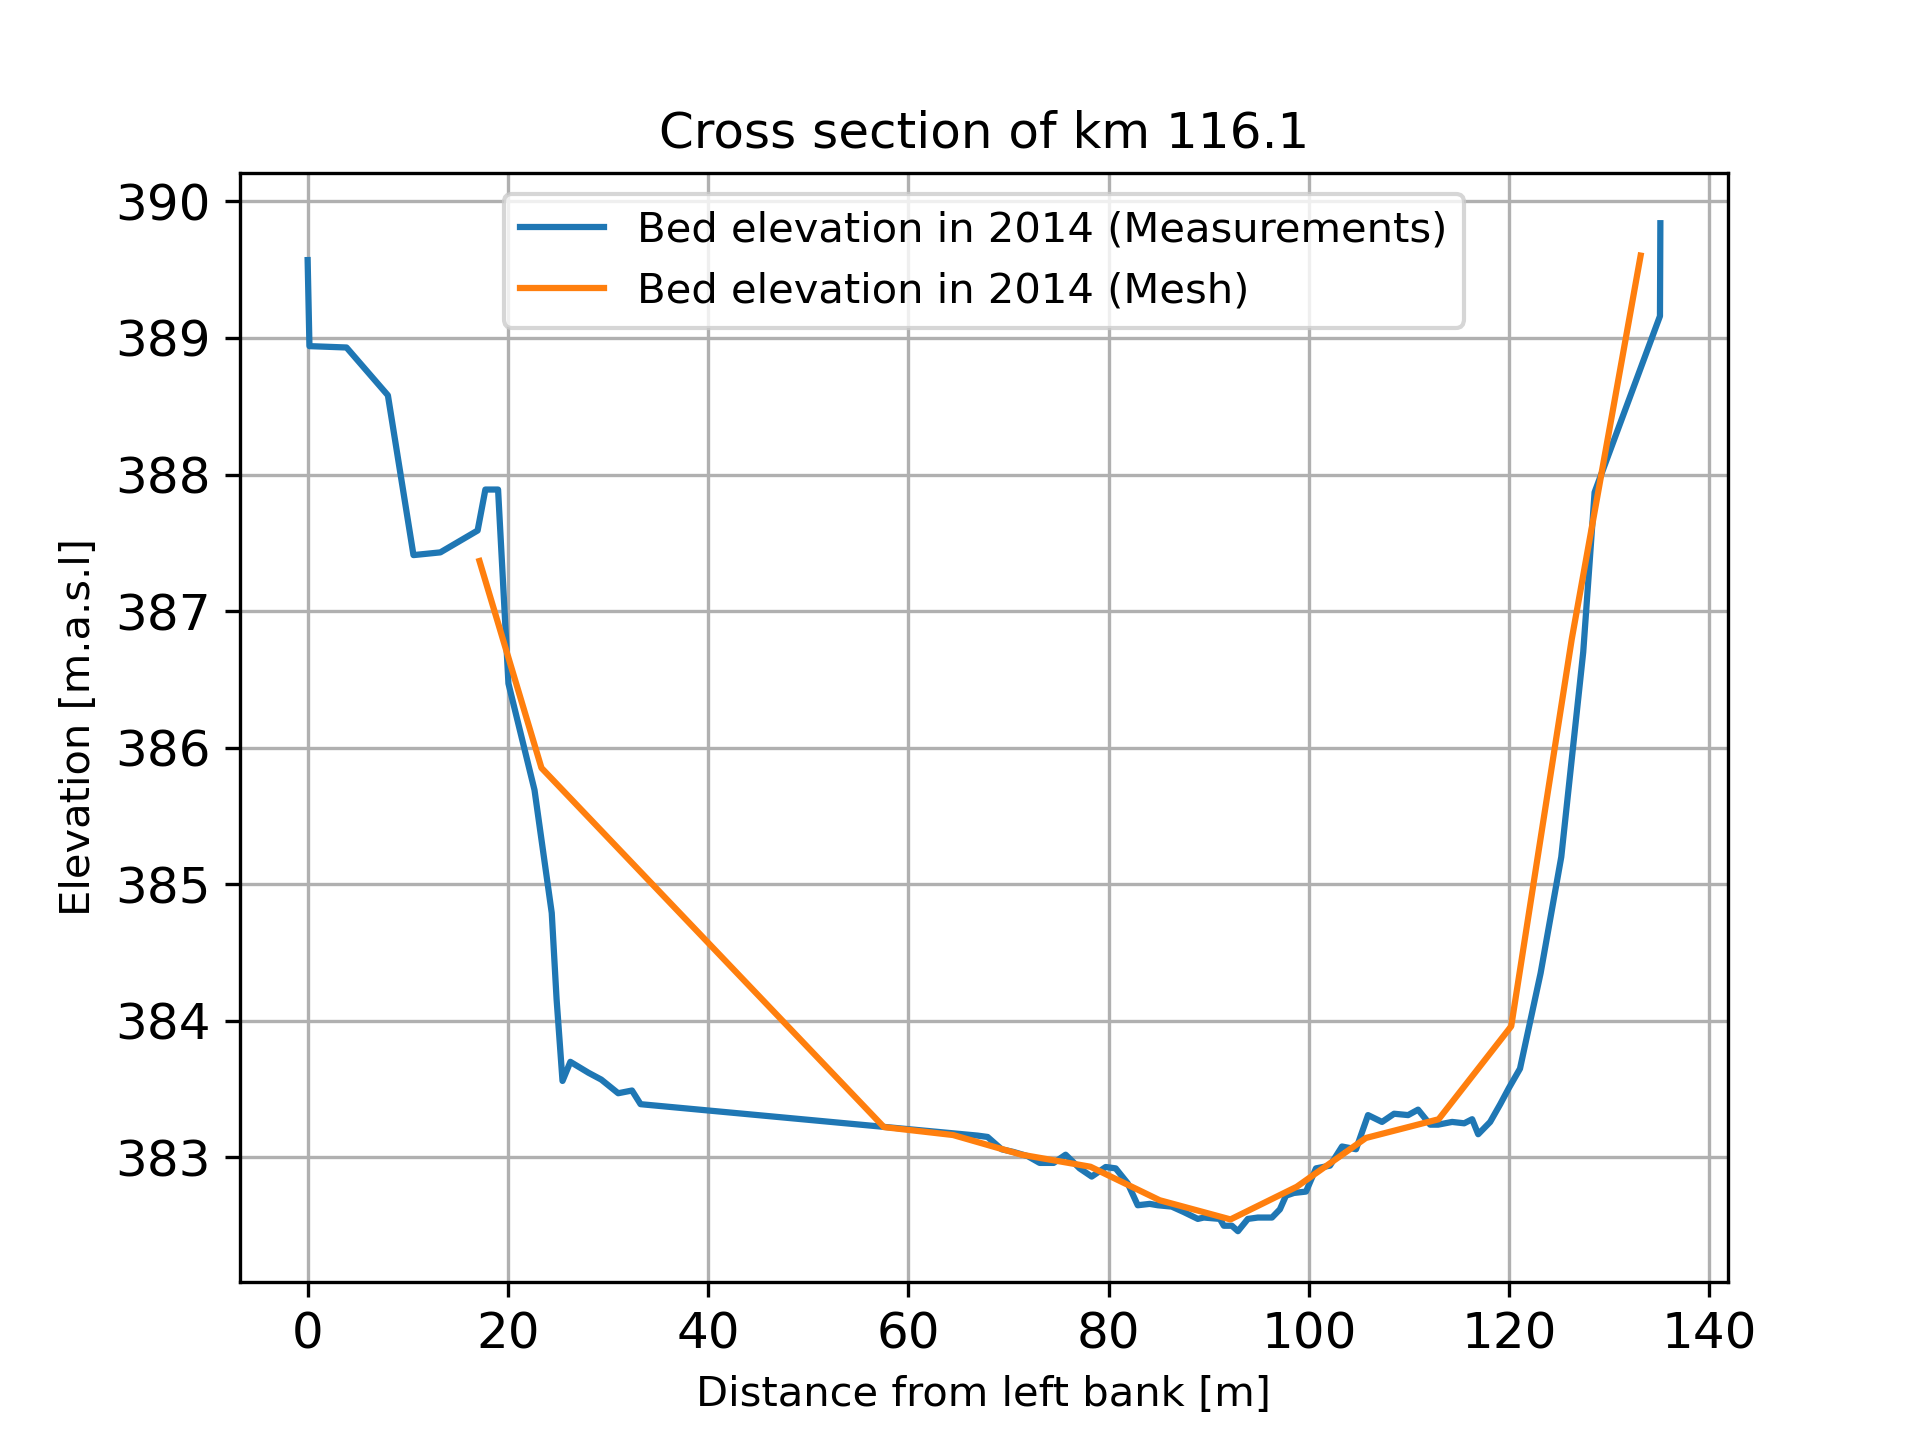 Cross section of km 116.1
Bed elevation in 2014 (Measurements)
Bed elevation in 2014 (Mesh)
390
389
388
387
386
385
384
383
Elevation [m.a.s.l]
0 20 40 60 80 100 120 140
Distance from left bank [m]